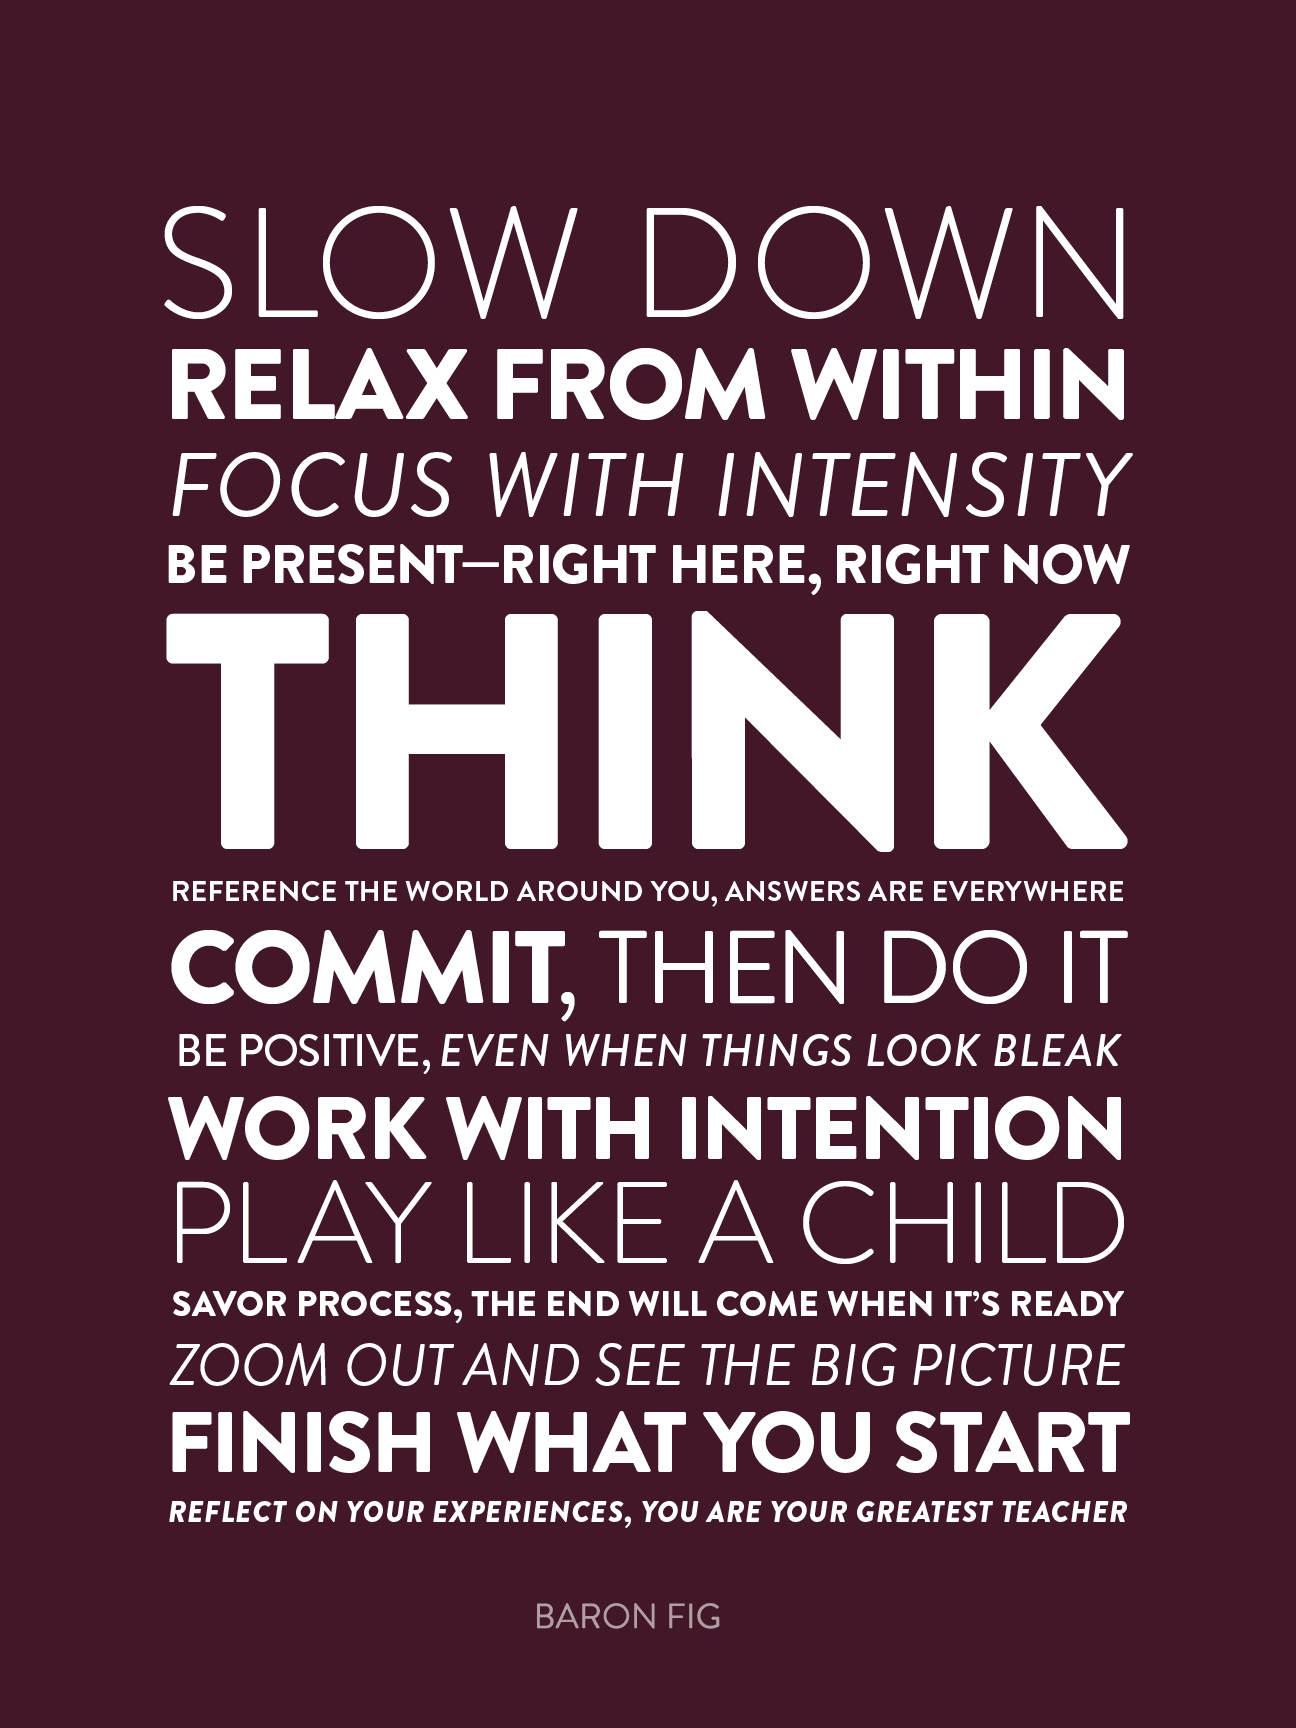 SLOW DOWN
RELAX FROM WITHIN
FOCUS WITH INTENSITY
BE PRESENT—RIGHT HERE, RIGHT NOW
THINK
REFERENCE THE WORLD AROUND YOU, ANSWERS ARE EVERYWHERE
COMMIT, THEN DO IT
BE POSITIVE, EVEN WHEN THINGS LOOK BLEAK
WORK WITH INTENTION
PLAY LIKE A CHILD
SAVOR PROCESS, THE END WILL COME WHEN IT’S READY
ZOOM OUT AND SEE THE BIG PICTURE
FINISH WHAT YOU START
REFLECT ON YOUR EXPERIENCES, YOU ARE YOUR GREATEST TEACHER
BARON FIG